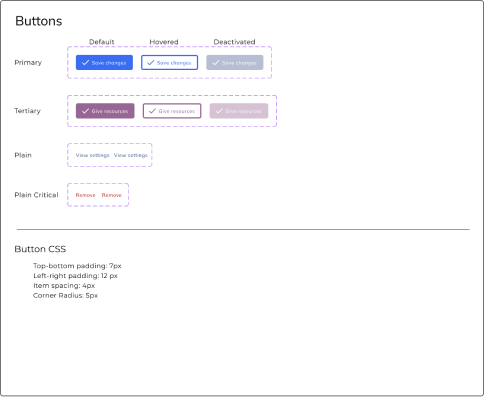 Buttons
Default Hovered Deactivated
Primary Save changes Save changes Save changes
Tertiary Give resources Give resources Give resources
Plain View settings View settings
Plain Critical Remove Remove
Button CSS
Top-bottom padding: 7px
Left-right padding: 12 px
Item spacing: 4px
Corner Radius: 5px